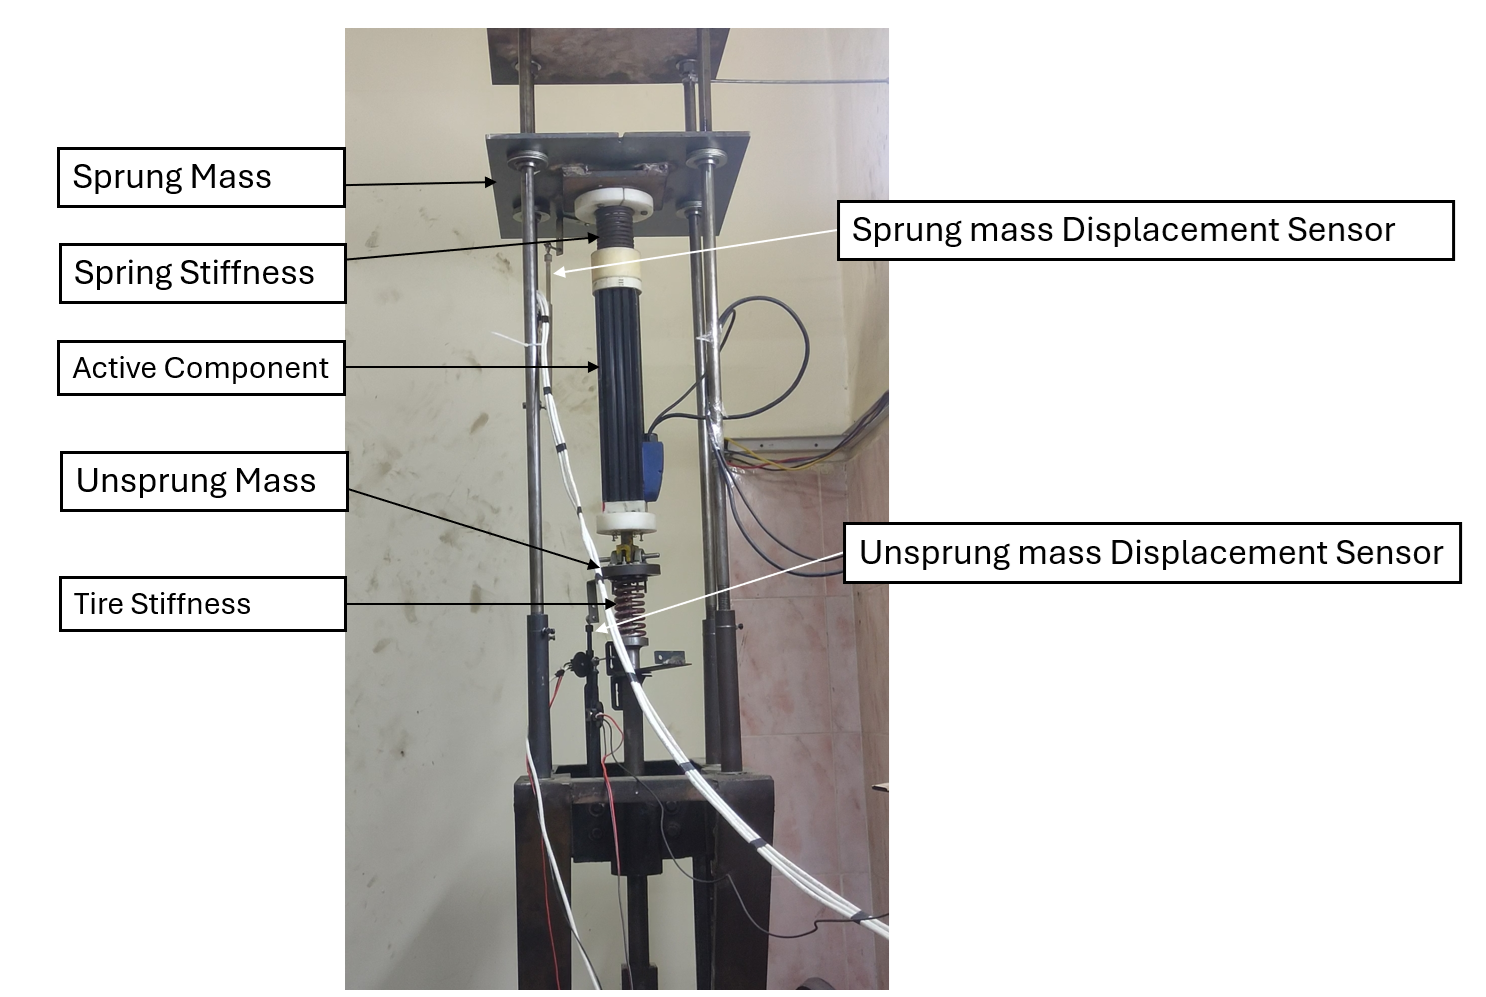 Sprung Mass
Sprung mass Displacement Sensor
Spring Stiffness
Active Component
Unsprung Mass
Unsprung mass Displacement Sensor
Tire Stiffness